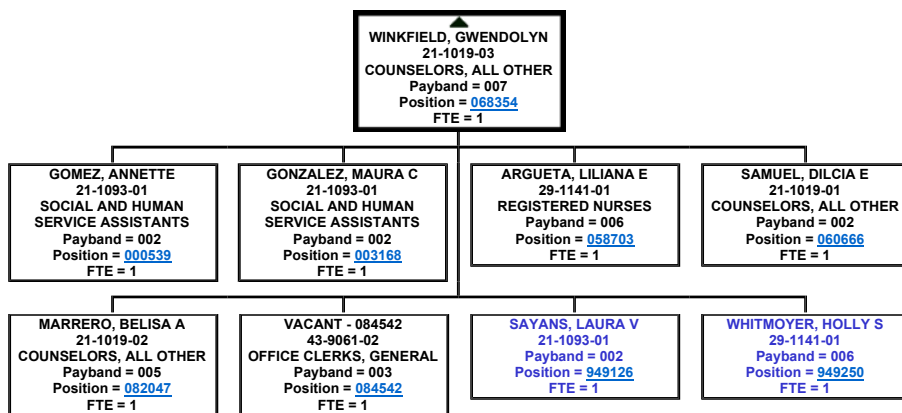 WINKFIELD, GWENDOLYN
21-1019-03
COUNSELORS, ALL OTHER
Payband = 007
Position = 068354
FTE = 1
GOMEZ, ANNETTE
21-1093-01
SOCIAL AND HUMAN
SERVICE ASSISTANTS
Payband = 002
Position = 000539
FTE = 1
GONZALEZ, MAURA C
21-1093-01
SOCIAL AND HUMAN
SERVICE ASSISTANTS
Payband = 002
Position = 003168
FTE = 1
ARGUETA, LILIANA E
29-1141-01
REGISTERED NURSES
Payband = 006
Position = 058703
FTE = 1
SAMUEL, DILCIA E
21-1019-01
COUNSELORS, ALL OTHER
Payband = 002
Position = 060666
FTE = 1
MARRERO, BELISA A
21-1019-02
COUNSELORS, ALL OTHER
Payband = 005
Position = 082047
FTE = 1
VACANT - 084542
43-9061-02
OFFICE CLERKS, GENERAL
Payband = 003
Position = 084542
FTE = 1
SAYANS, LAURA V
21-1093-01
Payband = 002
Position = 949126
FTE = 1
WHITMOYER, HOLLY S
29-1141-01
Payband = 006
Position = 949250
FTE = 1